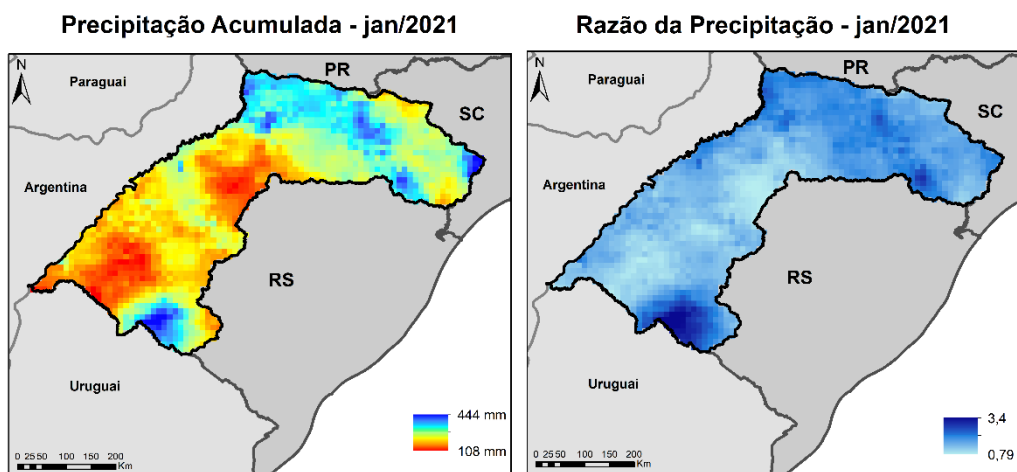 Precipitação Acumulada - jan/2021
N
Paraguai
PR
SC
Argentina
RS
Uruguai
444 mm
108 mm
0 25 50 100 150 200
Km
Razão da Precipitação - jan/2021
N
Paraguai
PR
SC
Argentina
RS
Uruguai
3,4
0,79
0 25 50 100 150 200
Km